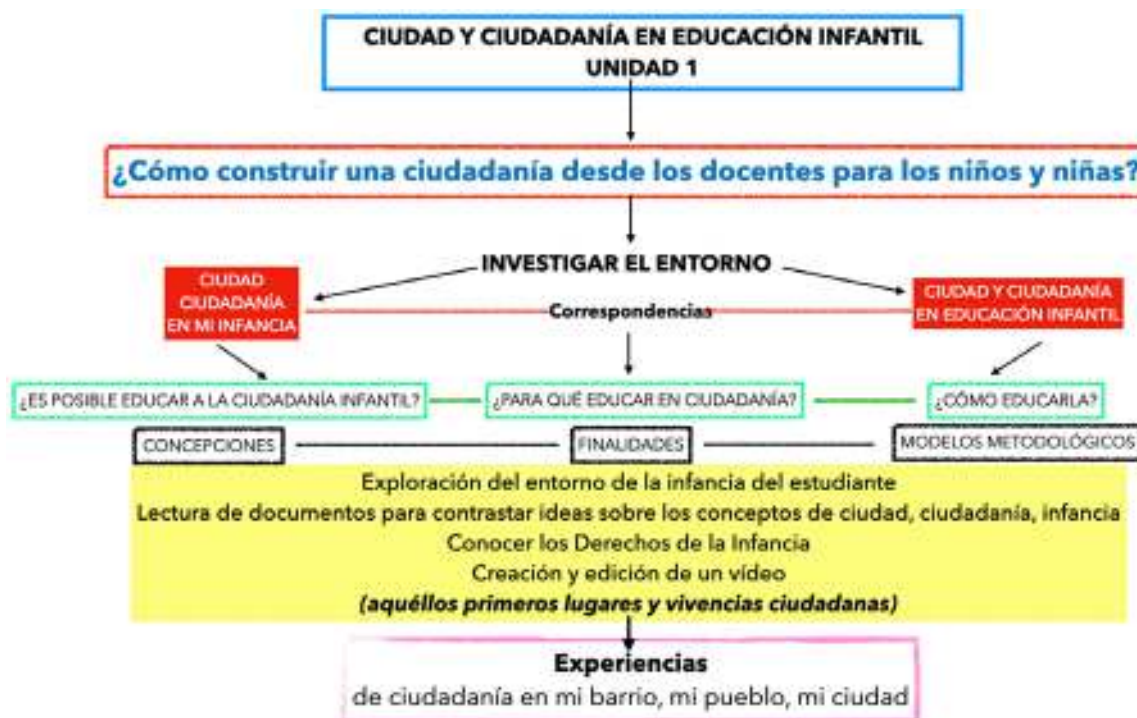 CIUDAD Y CIUDADANÍA EN EDUCACIÓN INFANTIL
UNIDAD 1
¿Cómo construir una ciudadanía desde los docentes para los niños y niñas?
INVESTIGAR EL ENTORNO
CIUDAD
CIUDADANÍA
EN MI INFANCIA
Correspondencias
CIUDAD Y CIUDADANÍA
EN EDUCACIÓN INFANTIL
¿ES POSIBLE EDUCAR A LA CIUDADANÍA INFANTIL?
¿PARA QUÉ EDUCAR EN CIUDADANÍA?
¿CÓMO EDUCARLA?
CONCEPCIONES
FINALIDADES
MODELOS METODOLÓGICOS
Exploración del entorno de la infancia del estudiante
Lectura de documentos para contrastar ideas sobre los conceptos de ciudad, ciudadanía, infancia
Conocer los Derechos de la Infancia
Creación y edición de un vídeo
(aquéllos primeros lugares y vivencias ciudadanas)
Experiencias
de ciudadanía en mi barrio, mi pueblo, mi ciudad